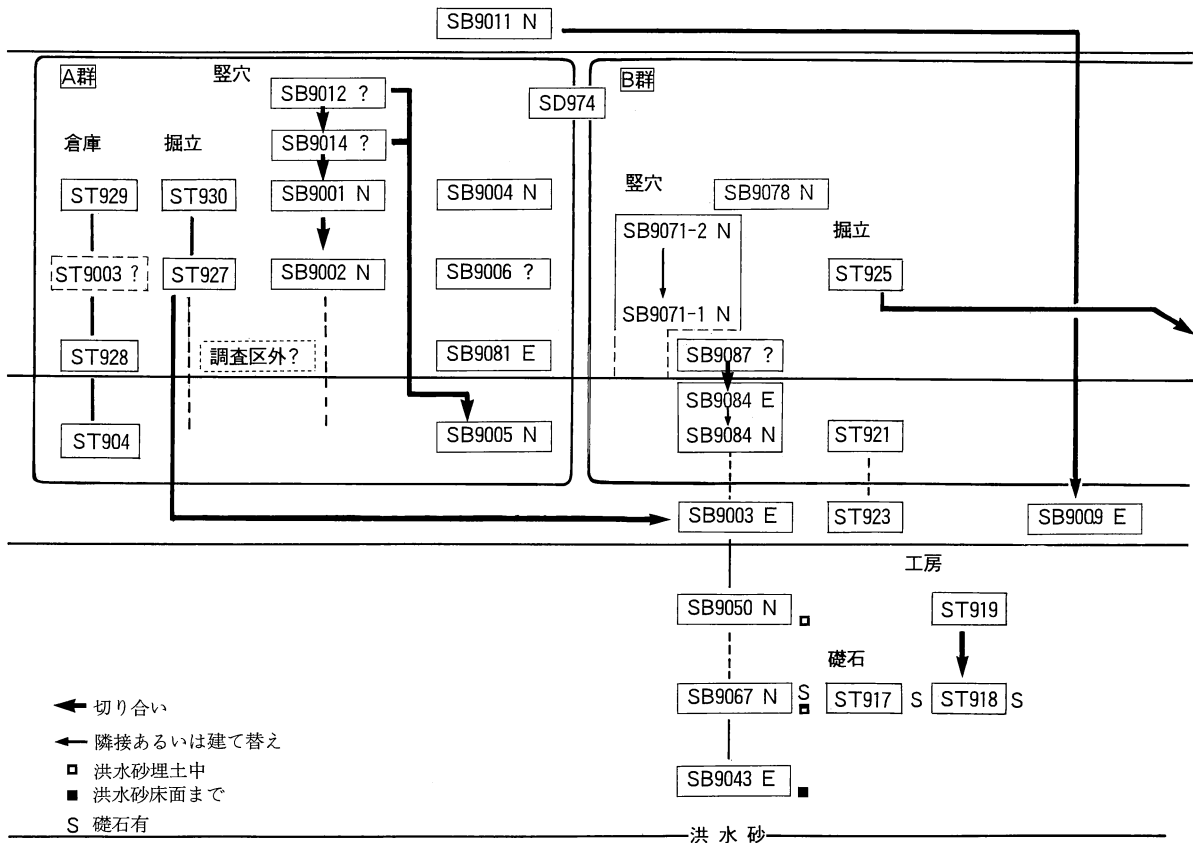 SB9011 N
A群
竪穴
SB9012 ?
SD974
B群
倉庫
掘立
SB9014 ?
ST929
ST930
SB9001 N
SB9004 N
竪穴
SB9078 N
SB9071-2 N
掘立
ST9003 ?
ST927
SB9002 N
SB9006 ?
ST925
SB9071-1 N
ST928
調査区外?
SB9081 E
SB9087 ?
SB9084 E
ST904
SB9005 N
SB9084 N
ST921
SB9003 E
ST923
SB9009 E
工房
SB9050 N
ST919
礎石
SB9067 N
S
ST917 S
ST918 S
SB9043 E
切り合い
隣接あるいは建て替え
洪水砂埋土中
洪水砂床面まで
S 礎石有
洪水砂